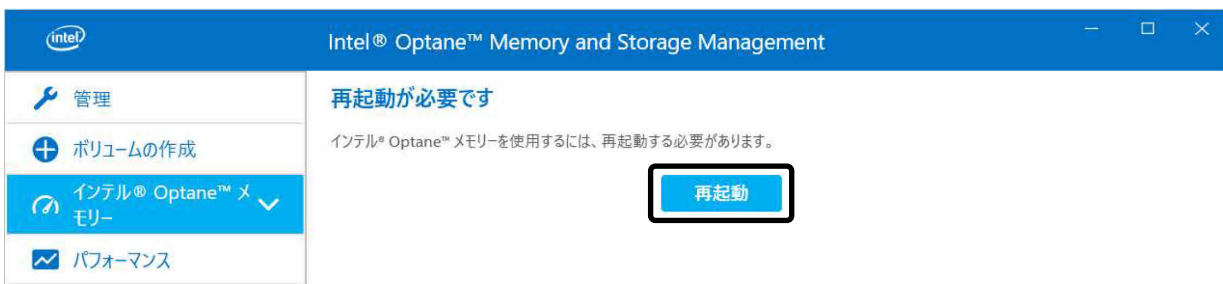 intel
Intel® Optane™ Memory and Storage Management
管理
再起動が必要です
インテル® Optane™ メモリーを使用するには、再起動する必要があります。
ボリュームの作成
再起動
インテル® Optane™ メ
モリー
パフォーマンス